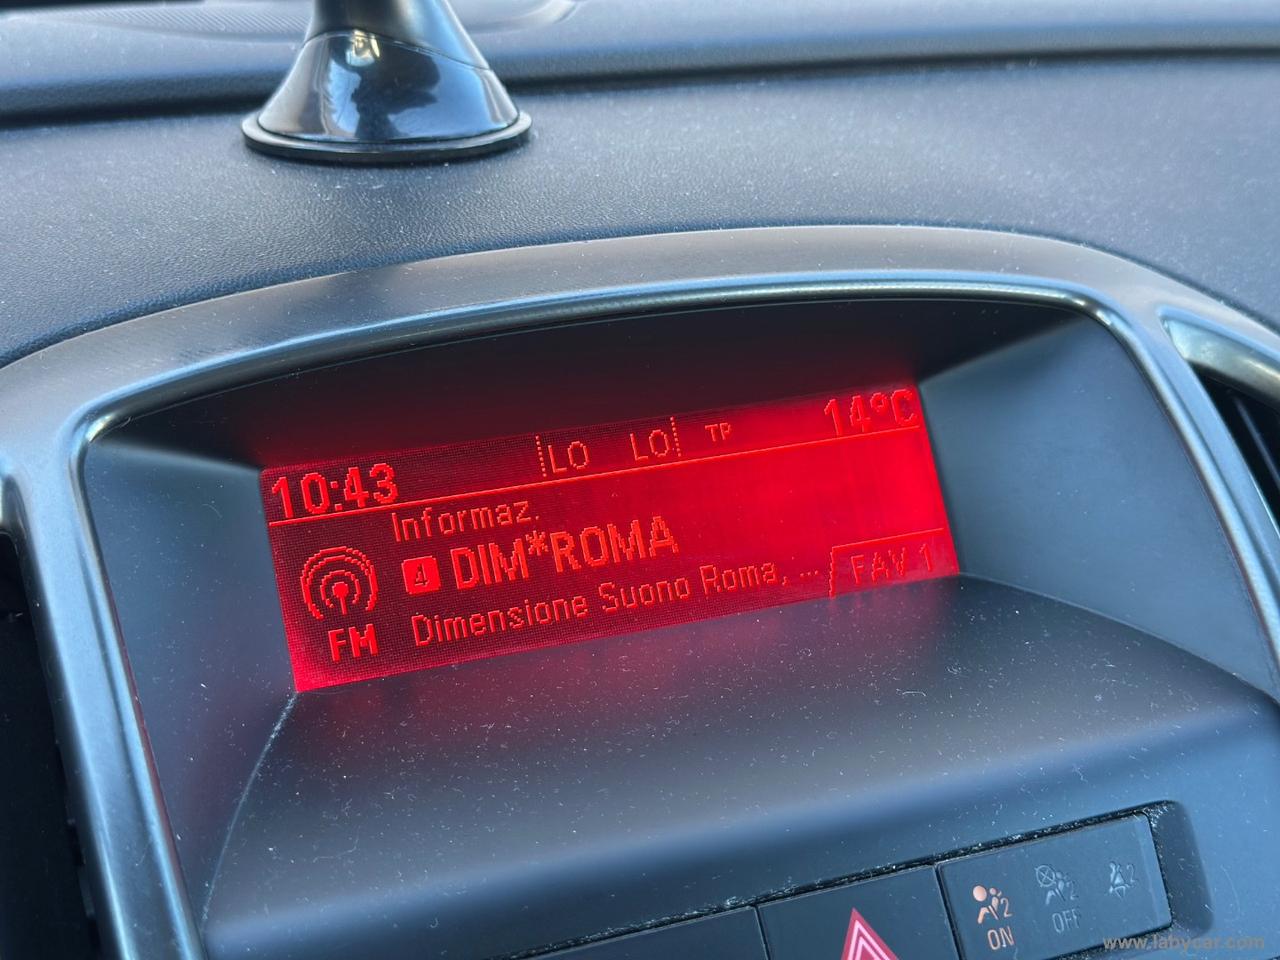 10:43 LO LO TP 14°C
Informaz.
4 DIM*ROMA
FM Dimensione Suono Roma, ... FAV 1
2 ON
2 OFF
2
www.labycar.com